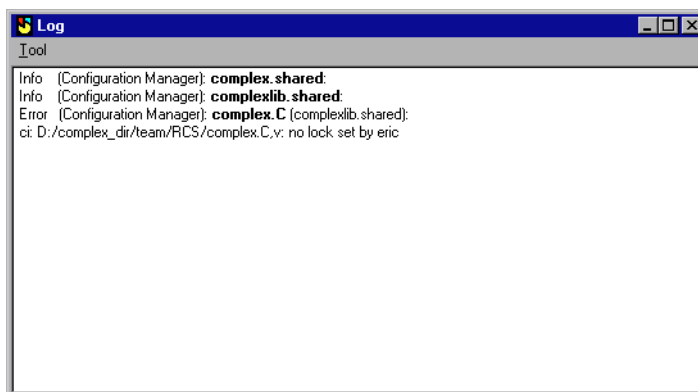 Log
Tool
Info (Configuration Manager): complex.shared:
Info (Configuration Manager): complexlib.shared:
Error (Configuration Manager): complex.C (complexlib.shared):
ci: D:/complex_dir/team/RCS/complex.C,v: no lock set by eric